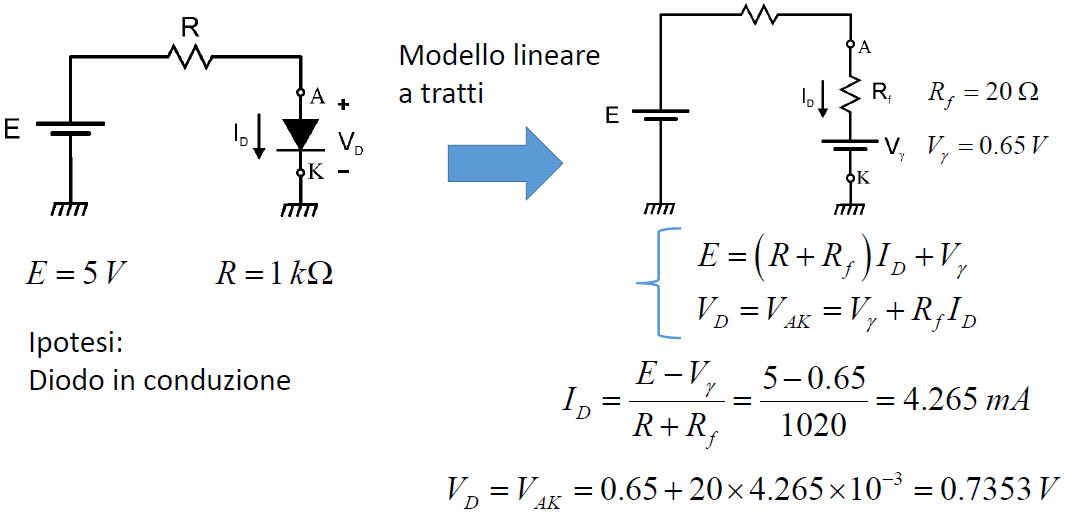 R
E
A
+
I_D
V_D
K
−
E = 5 V
R = 1 kΩ
Ipotesi:
Diodo in conduzione
Modello lineare
a tratti
E
A
I_D
R_f
V_γ
K
R_f = 20 Ω
V_γ = 0.65 V
E = (R + R_f) I_D + V_γ
V_D = V_AK = V_γ + R_f I_D
I_D = (E − V_γ)/(R + R_f) = (5 − 0.65)/1020 = 4.265 mA
V_D = V_AK = 0.65 + 20 × 4.265 × 10⁻³ = 0.7353 V